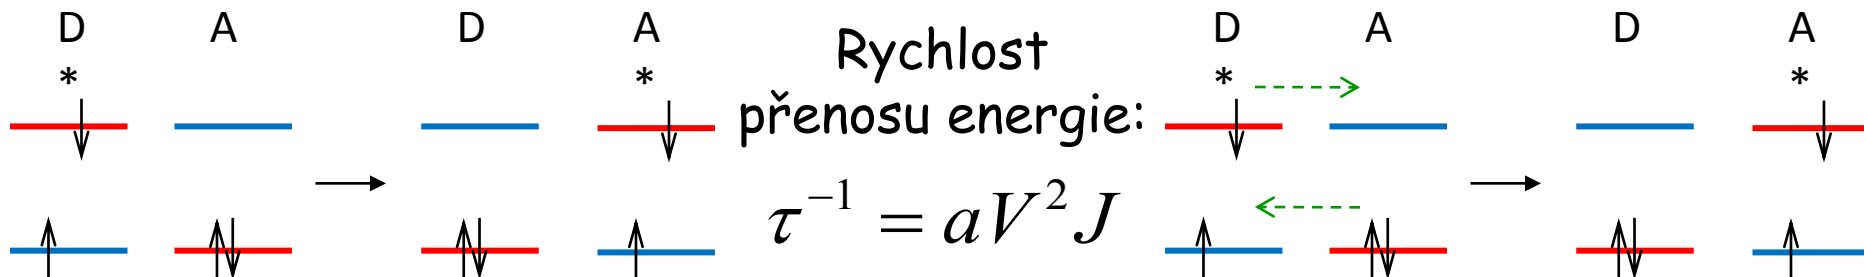 D A D A
* *
Rychlost
přenosu energie:
τ⁻¹ = aV²J
D A D A
* *